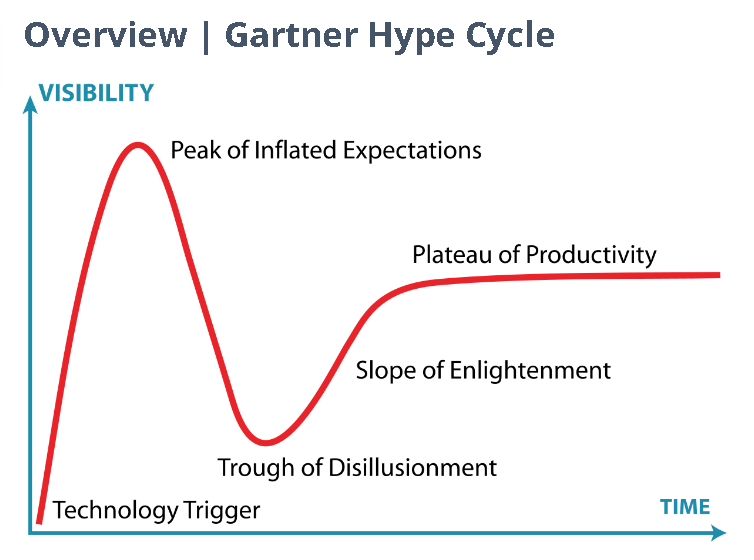 Overview | Gartner Hype Cycle
VISIBILITY
Peak of Inflated Expectations
Plateau of Productivity
Slope of Enlightenment
Trough of Disillusionment
Technology Trigger
TIME